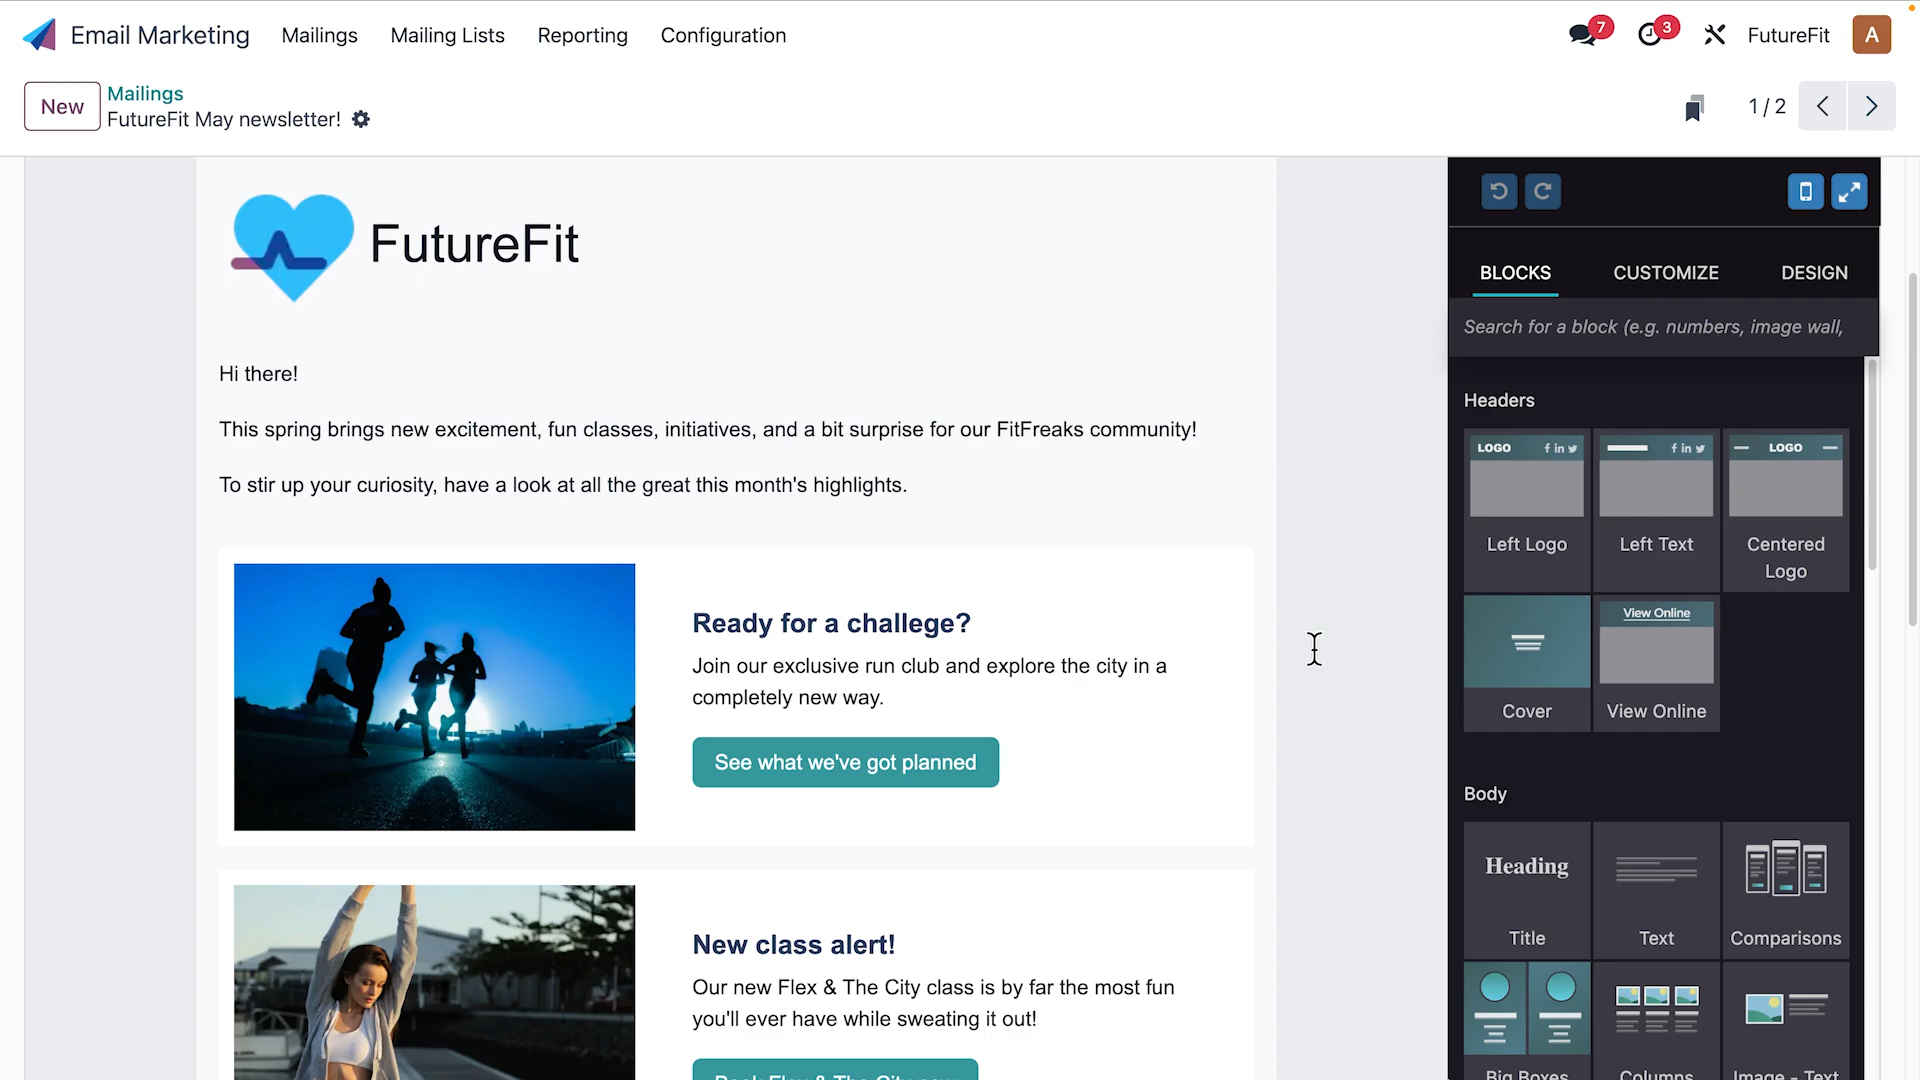 Email Marketing Mailings Mailing Lists Reporting Configuration 7 3 FutureFit A
New Mailings 1 / 2
FutureFit May newsletter!
FutureFit
Hi there!
This spring brings new excitement, fun classes, initiatives, and a bit surprise for our FitFreaks community!
To stir up your curiosity, have a look at all the great this month's highlights.
Ready for a challege?
Join our exclusive run club and explore the city in a
completely new way.
See what we've got planned
New class alert!
Our new Flex & The City class is by far the most fun
you'll ever have while sweating it out!
BLOCKS CUSTOMIZE DESIGN
Search for a block (e.g. numbers, image wall,
Headers
LOGO LOGO
Left Logo Left Text Centered
Logo
View Online
Cover View Online
Body
Heading
Title Text Comparisons
Big Boxes Columns Image - Text